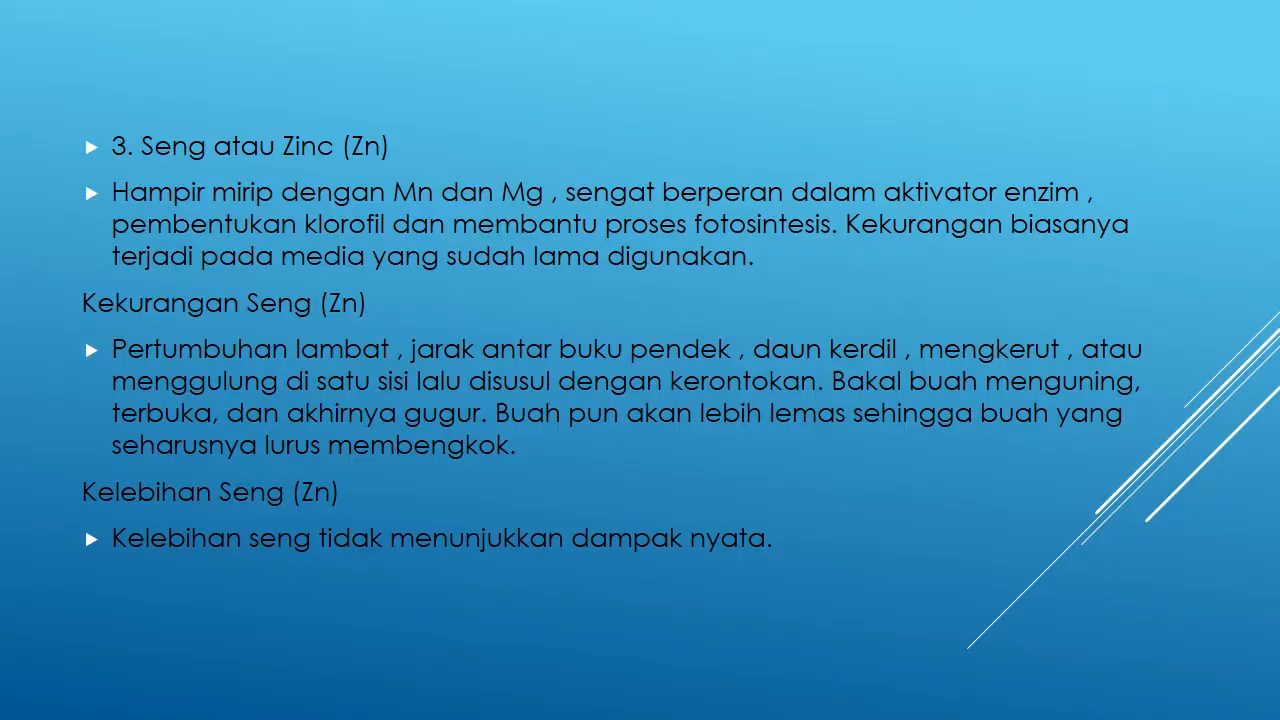 3. Seng atau Zinc (Zn)
Hampir mirip dengan Mn dan Mg , sengat berperan dalam aktivator enzim ,
pembentukan klorofil dan membantu proses fotosintesis. Kekurangan biasanya
terjadi pada media yang sudah lama digunakan.
Kekurangan Seng (Zn)
Pertumbuhan lambat , jarak antar buku pendek , daun kerdil , mengkerut , atau
menggulung di satu sisi lalu disusul dengan kerontokan. Bakal buah menguning,
terbuka, dan akhirnya gugur. Buah pun akan lebih lemas sehingga buah yang
seharusnya lurus membengkok.
Kelebihan Seng (Zn)
Kelebihan seng tidak menunjukkan dampak nyata.